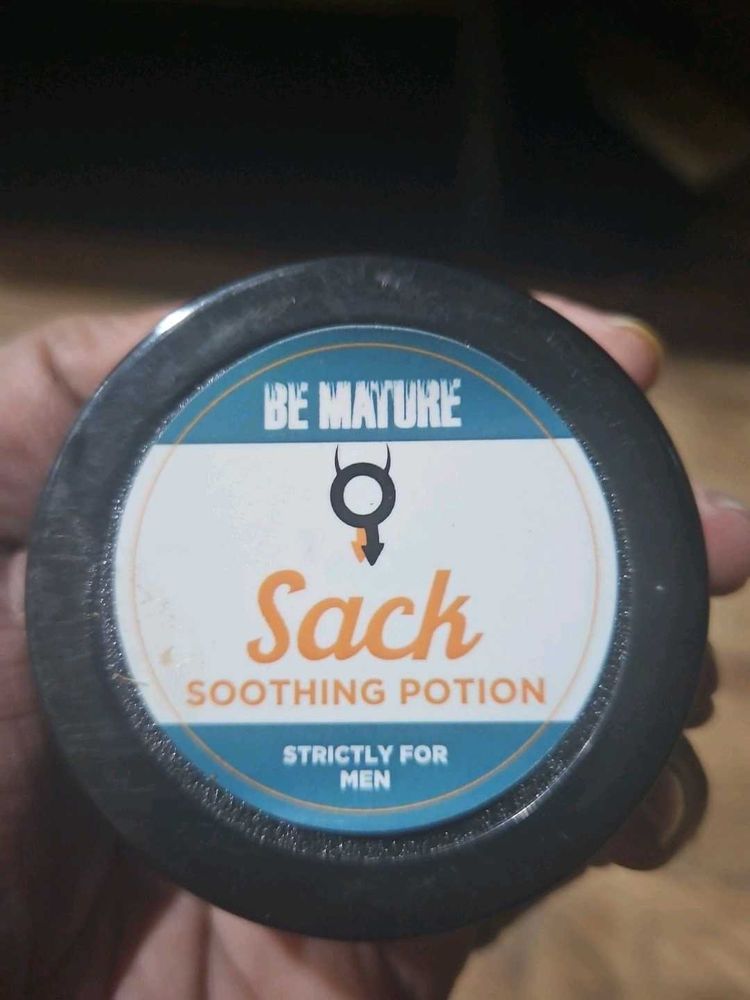 BE MATURE
Sack
SOOTHING POTION
STRICTLY FOR
MEN